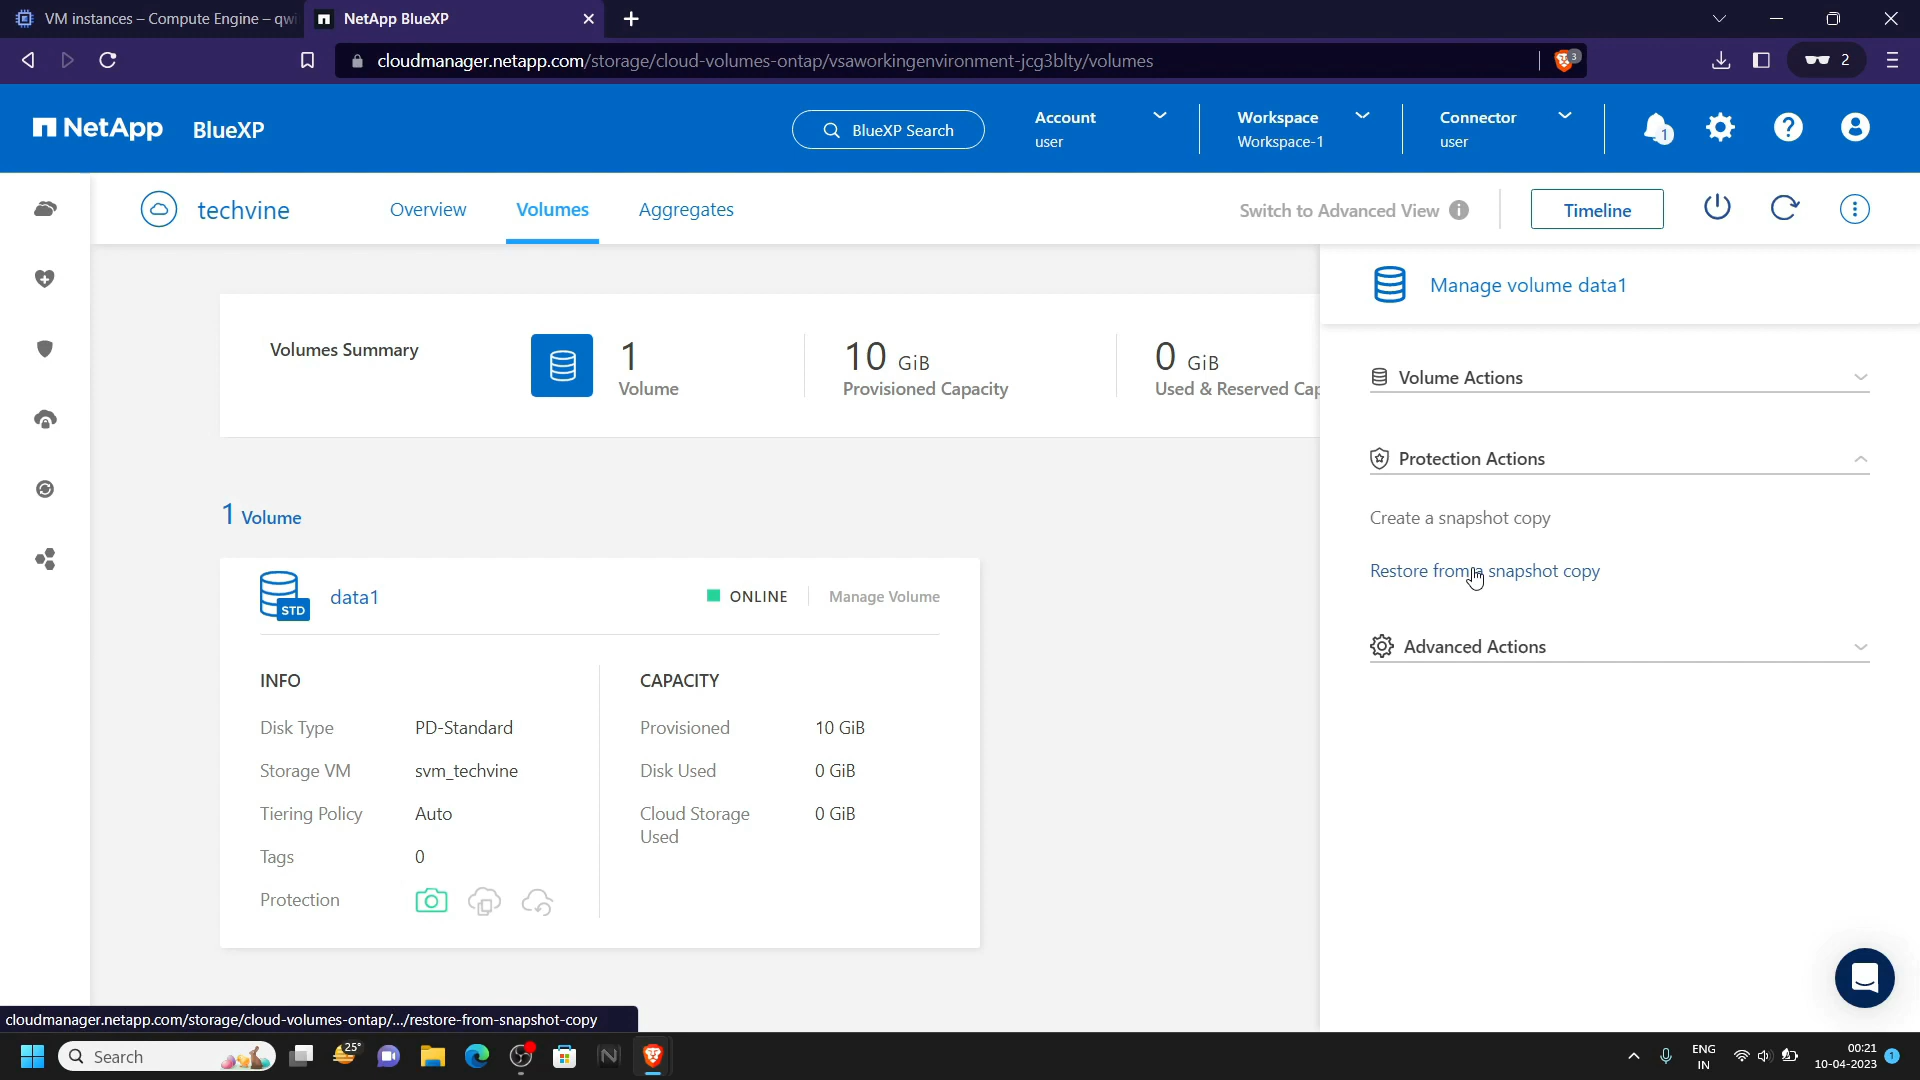 VM instances – Compute Engine – qwi
NetApp BlueXP
cloudmanager.netapp.com/storage/cloud-volumes-ontap/vsaworkingenvironment-jcg3blty/volumes
3
2
NetApp BlueXP
BlueXP Search
Account
user
Workspace
Workspace-1
Connector
user
1
techvine
Overview
Volumes
Aggregates
Switch to Advanced View
Timeline
Manage volume data1
Volumes Summary
1
Volume
10 GiB
Provisioned Capacity
0 GiB
Used & Reserved Cap
Volume Actions
Protection Actions
Create a snapshot copy
Restore from a snapshot copy
Advanced Actions
1 Volume
STD
data1
ONLINE
Manage Volume
INFO
Disk Type PD-Standard
Storage VM svm_techvine
Tiering Policy Auto
Tags 0
Protection
CAPACITY
Provisioned 10 GiB
Disk Used 0 GiB
Cloud Storage Used 0 GiB
cloudmanager.netapp.com/storage/cloud-volumes-ontap/.../restore-from-snapshot-copy
Search
25°
ENG
IN
00:21
10-04-2023
1